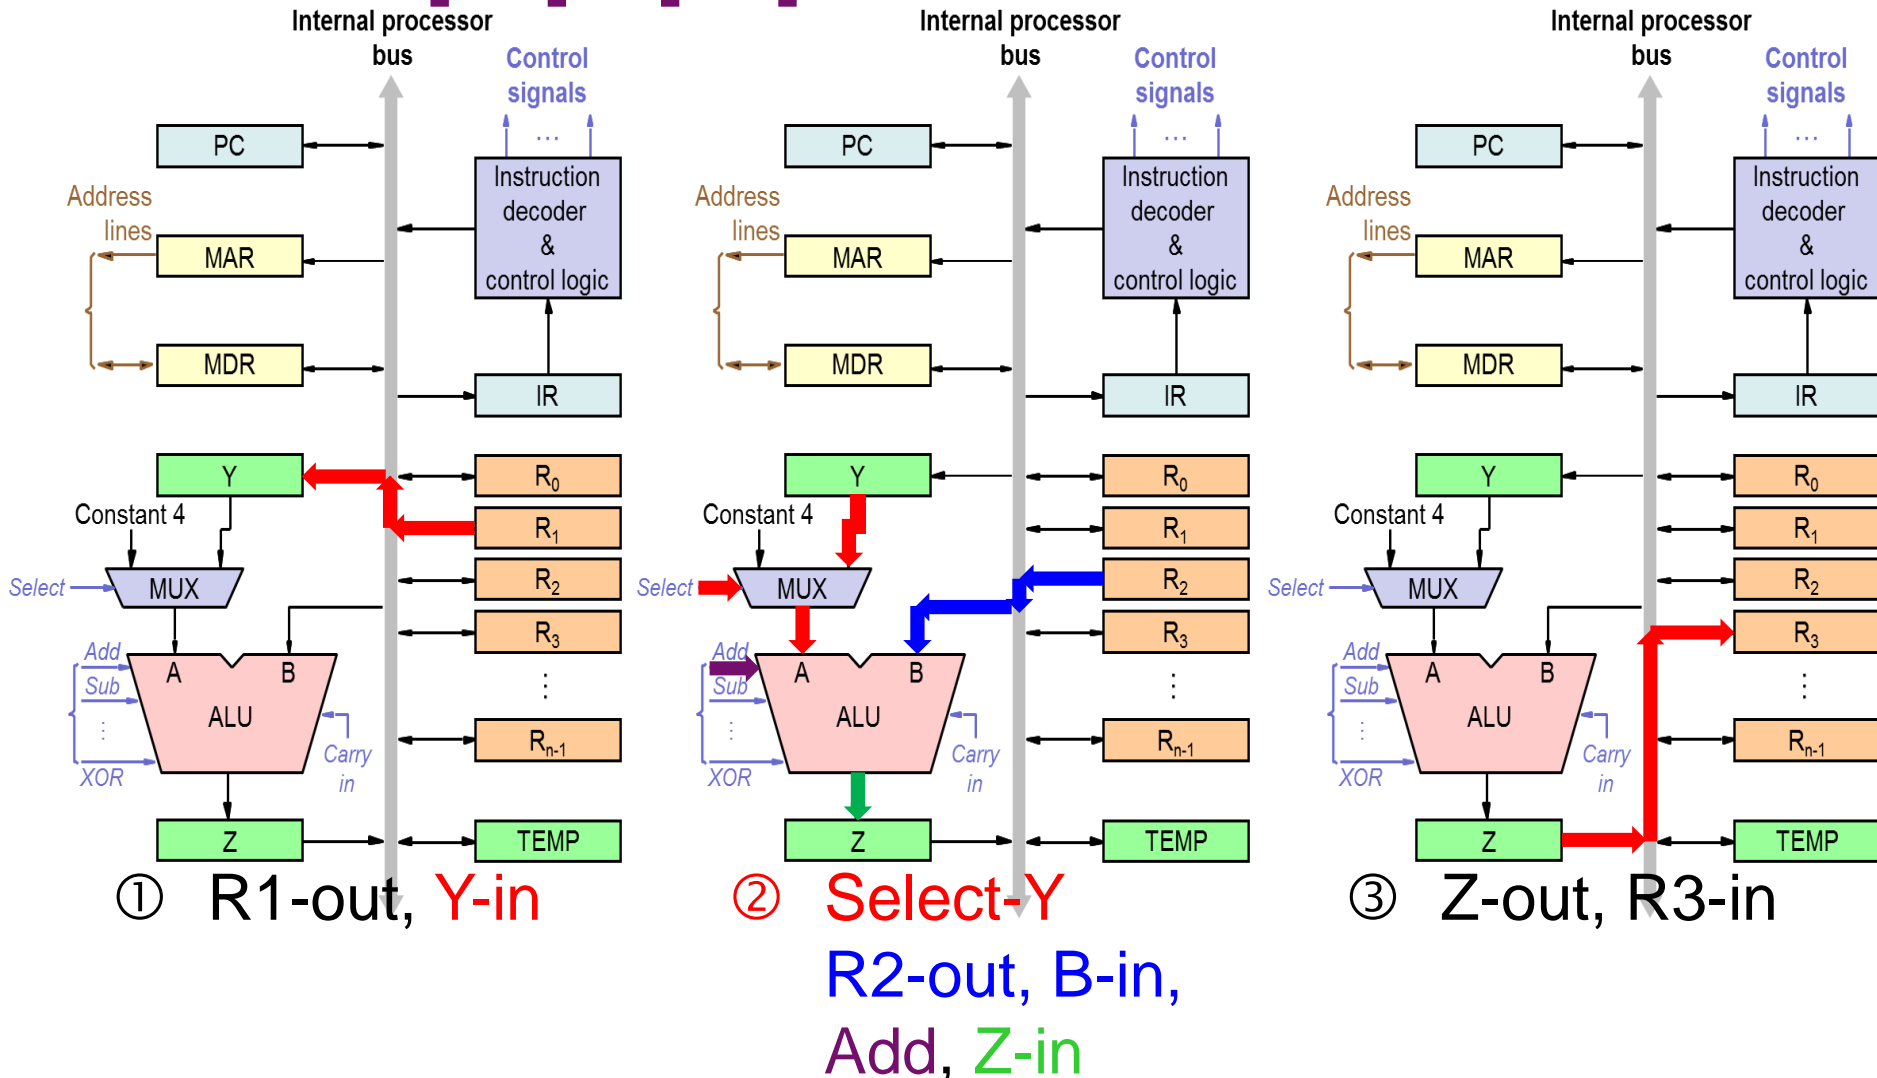 Internal processor
bus
Control
signals
...
PC
Instruction
decoder
&
control logic
Address
lines
MAR
MDR
IR
Y
R0
Constant 4
R1
Select
MUX
R2
R3
Add
A
B
Sub
⋮
ALU
⋮
Rn-1
XOR
Carry
in
Z
TEMP
① R1-out, Y-in
Internal processor
bus
Control
signals
...
PC
Instruction
decoder
&
control logic
Address
lines
MAR
MDR
IR
Y
R0
Constant 4
R1
Select
MUX
R2
R3
Add
A
B
Sub
⋮
ALU
⋮
Rn-1
XOR
Carry
in
Z
TEMP
② Select-Y
R2-out, B-in,
Add, Z-in
Internal processor
bus
Control
signals
...
PC
Instruction
decoder
&
control logic
Address
lines
MAR
MDR
IR
Y
R0
Constant 4
R1
Select
MUX
R2
R3
Add
A
B
Sub
⋮
ALU
⋮
Rn-1
XOR
Carry
in
Z
TEMP
③ Z-out, R3-in